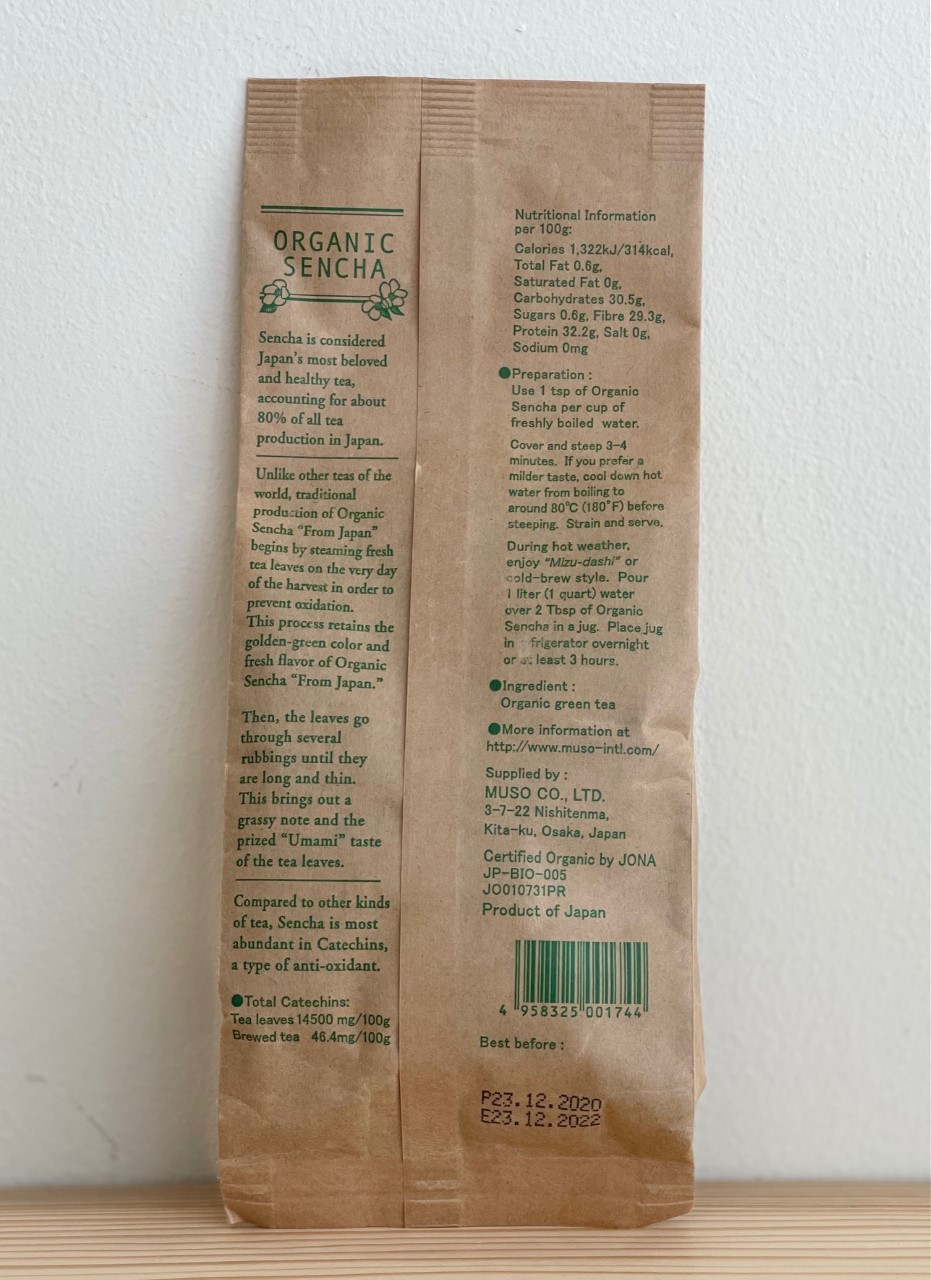 ORGANIC
SENCHA
Sencha is considered
Japan's most beloved
and healthy tea,
accounting for about
80% of all tea
production in Japan.
Unlike other teas of the
world, traditional
production of Organic
Sencha "From Japan"
begins by steaming fresh
tea leaves on the very day
of the harvest in order to
prevent oxidation.
This process retains the
golden-green color and
fresh flavor of Organic
Sencha "From Japan."
Then, the leaves go
through several
rubbings until they
are long and thin.
This brings out a
grassy note and the
prized "Umami" taste
of the tea leaves.
Compared to other kinds
of tea, Sencha is most
abundant in Catechins,
a type of anti-oxidant.
●Total Catechins:
Tea leaves 14500 mg/100g
Brewed tea 46.4mg/100g
Nutritional Information
per 100g:
Calories 1,322kJ/314kcal,
Total Fat 0.6g,
Saturated Fat 0g,
Carbohydrates 30.5g,
Sugars 0.6g, Fibre 29.3g,
Protein 32.2g, Salt 0g,
Sodium 0mg
●Preparation :
Use 1 tsp of Organic
Sencha per cup of
freshly boiled water.
Cover and steep 3-4
minutes. If you prefer a
milder taste, cool down hot
water from boiling to
around 80°C (180°F) before
steeping. Strain and serve.
During hot weather,
enjoy "Mizu-dashi" or
cold-brew style. Pour
1 liter (1 quart) water
over 2 Tbsp of Organic
Sencha in a jug. Place jug
in frigerator overnight
or at least 3 hours.
●Ingredient :
Organic green tea
●More information at
http://www.muso-intl.com/
Supplied by :
MUSO CO., LTD.
3-7-22 Nishitenma,
Kita-ku, Osaka, Japan
Certified Organic by JONA
JP-BIO-005
JO010731PR
Product of Japan
4 958325 001744
Best before :
P23.12.2020
E23.12.2022